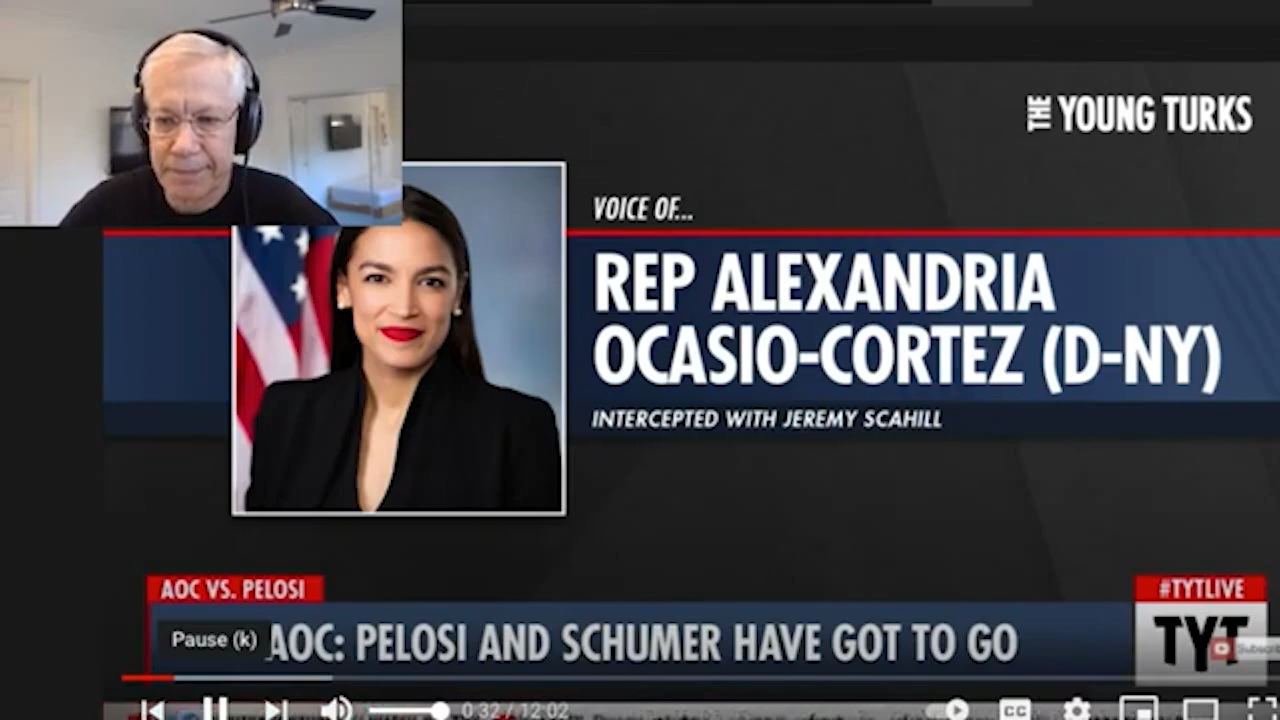 THE YOUNG TURKS
VOICE OF...
REP ALEXANDRIA
OCASIO-CORTEZ (D-NY)
INTERCEPTED WITH JEREMY SCAHILL
AOC VS. PELOSI
#TYTLIVE
Pause (k)
AOC: PELOSI AND SCHUMER HAVE GOT TO GO
TYT
0:32 / 12:02
CC